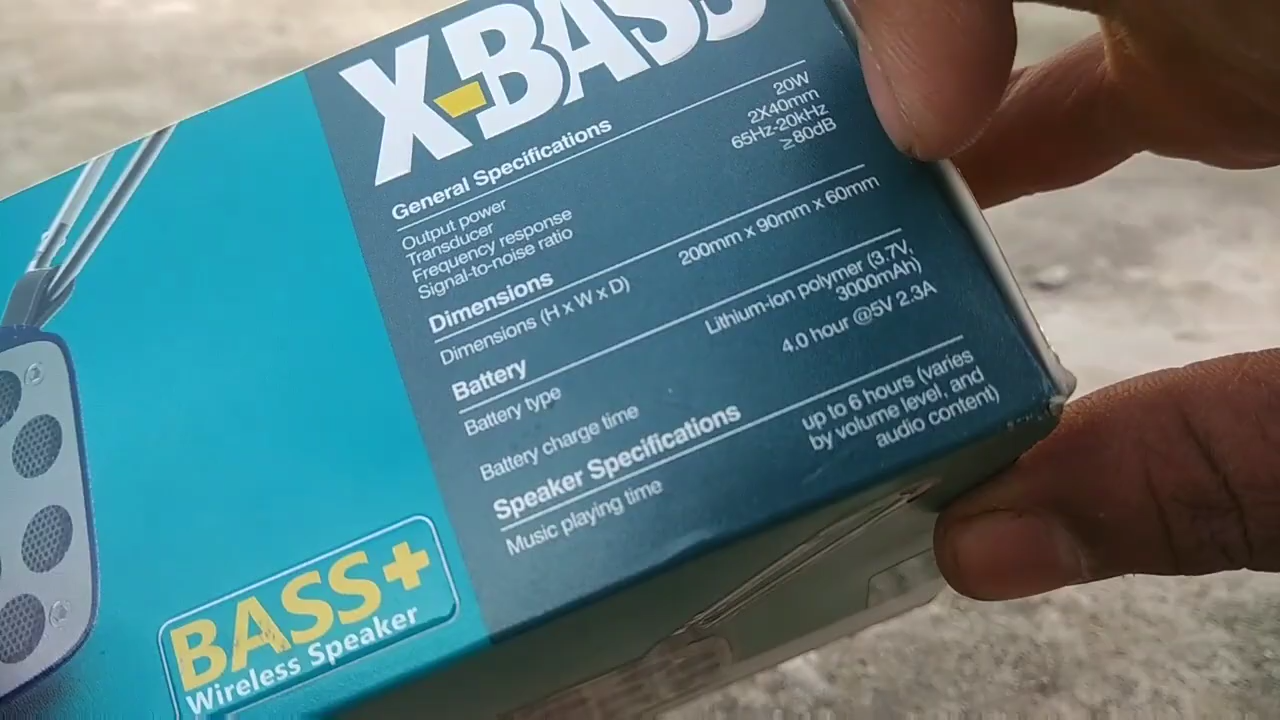 X-BASS
General Specifications
Output power 20W
Transducer 2X40mm
Frequency response 65Hz-20kHz
Signal-to-noise ratio ≥80dB
Dimensions
Dimensions (H x W x D) 200mm x 90mm x 60mm
Battery
Battery type Lithium-ion polymer (3.7V,
3000mAh)
Battery charge time 4.0 hour @5V 2.3A
Speaker Specifications
Music playing time up to 6 hours (varies
by volume level, and
audio content)
BASS+
Wireless Speaker